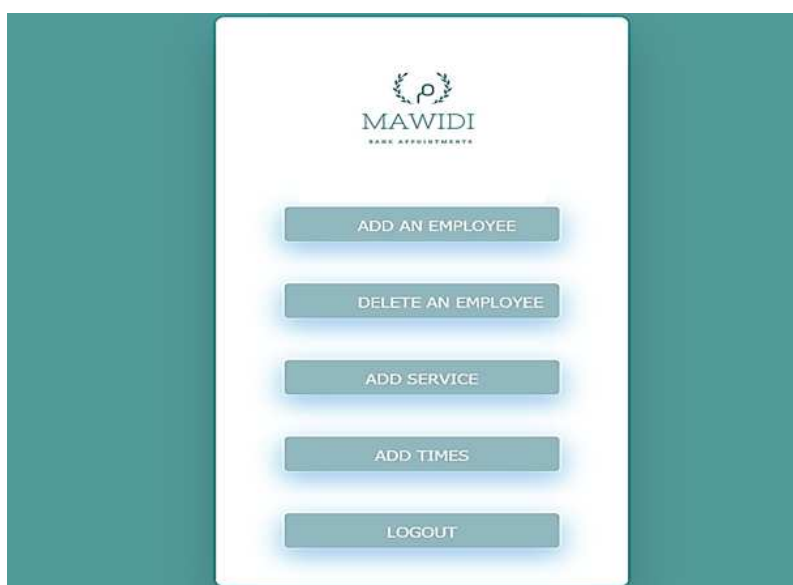 MAWIDI
BANK APPOINTMENTS
ADD AN EMPLOYEE
DELETE AN EMPLOYEE
ADD SERVICE
ADD TIMES
LOGOUT